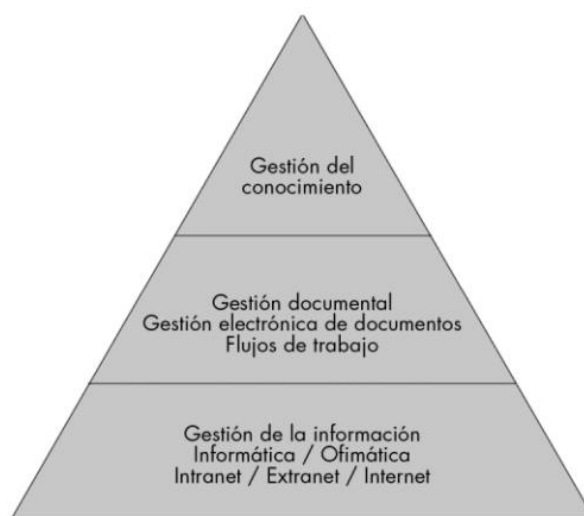 Gestión del
conocimiento
Gestión documental
Gestión electrónica de documentos
Flujos de trabajo
Gestión de la información
Informática / Ofimática
Intranet / Extranet / Internet